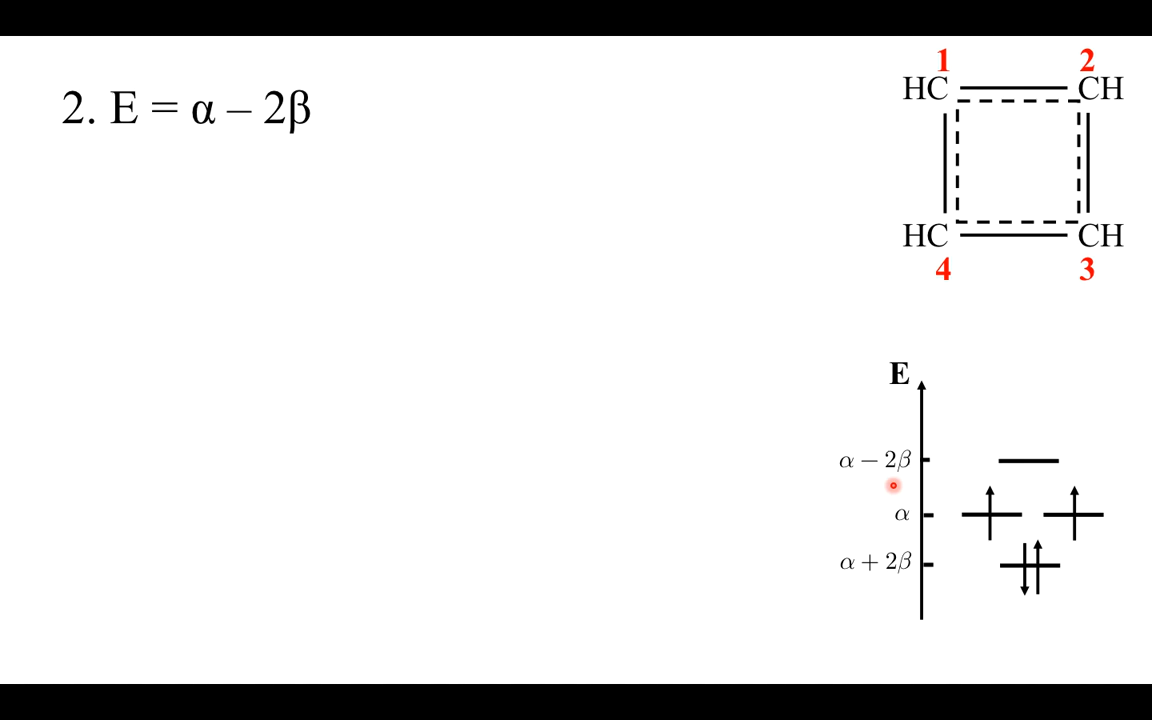 2. E = α – 2β
1 2
HC CH
HC CH
4 3
E
α − 2β
α
α + 2β